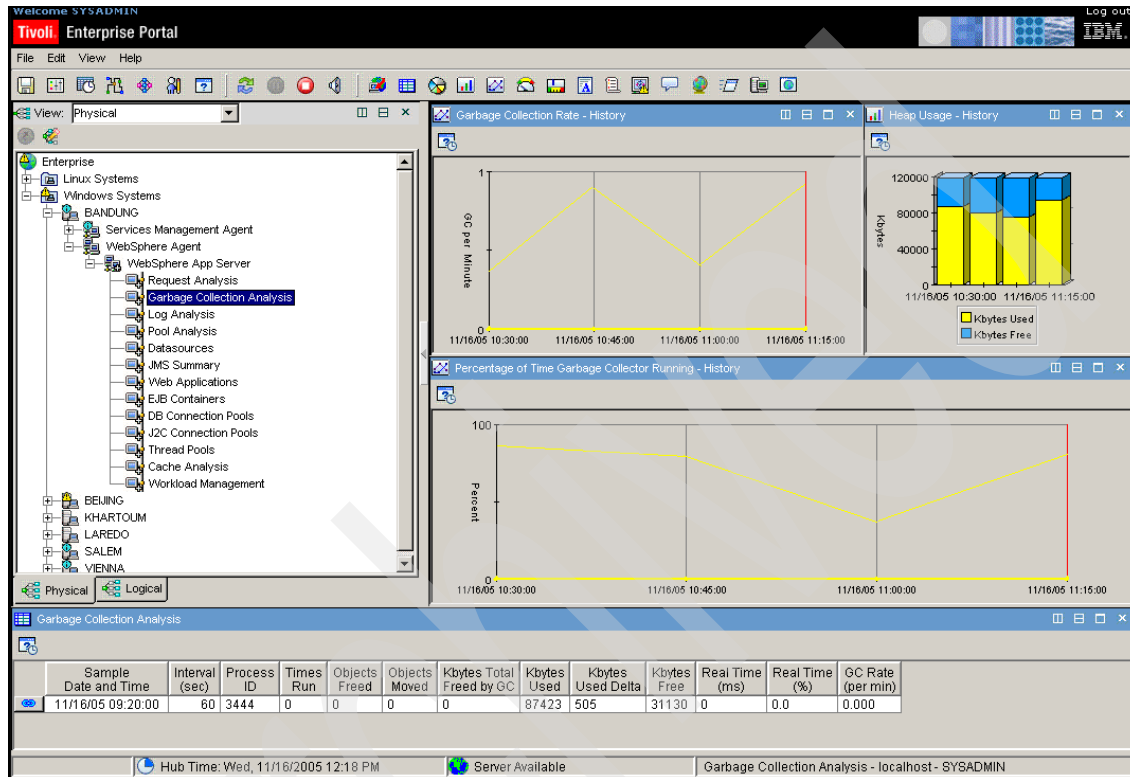 Welcome SYSADMIN
Log out
Tivoli. Enterprise Portal
IBM.
File Edit View Help
View: Physical
Enterprise
Linux Systems
Windows Systems
BANDUNG
Services Management Agent
WebSphere Agent
WebSphere App Server
Request Analysis
Garbage Collection Analysis
Log Analysis
Pool Analysis
Datasources
JMS Summary
Web Applications
EJB Containers
DB Connection Pools
J2C Connection Pools
Thread Pools
Cache Analysis
Workload Management
BEIJING
KHARTOUM
LAREDO
SALEM
VIENNA
Physical Logical
Garbage Collection Rate - History
1
GC per Minute
0
11/16/05 10:30:00 11/16/05 10:45:00 11/16/05 11:00:00 11/16/05 11:15:00
Heap Usage - History
120000
80000
40000
0
Kbytes
11/16/05 10:30:00 11/16/05 11:15:00
Kbytes Used
Kbytes Free
Percentage of Time Garbage Collector Running - History
100
Percent
0
11/16/05 10:30:00 11/16/05 10:45:00 11/16/05 11:00:00 11/16/05 11:15:00
Garbage Collection Analysis
Sample Date and Time Interval (sec) Process ID Times Run Objects Freed Objects Moved Kbytes Total Freed by GC Kbytes Used Kbytes Used Delta Kbytes Free Real Time (ms) Real Time (%) GC Rate (per min)
11/16/05 09:20:00 60 3444 0 0 0 0 87423 505 31130 0 0.0 0.000
Hub Time: Wed, 11/16/2005 12:18 PM Server Available Garbage Collection Analysis - localhost - SYSADMIN